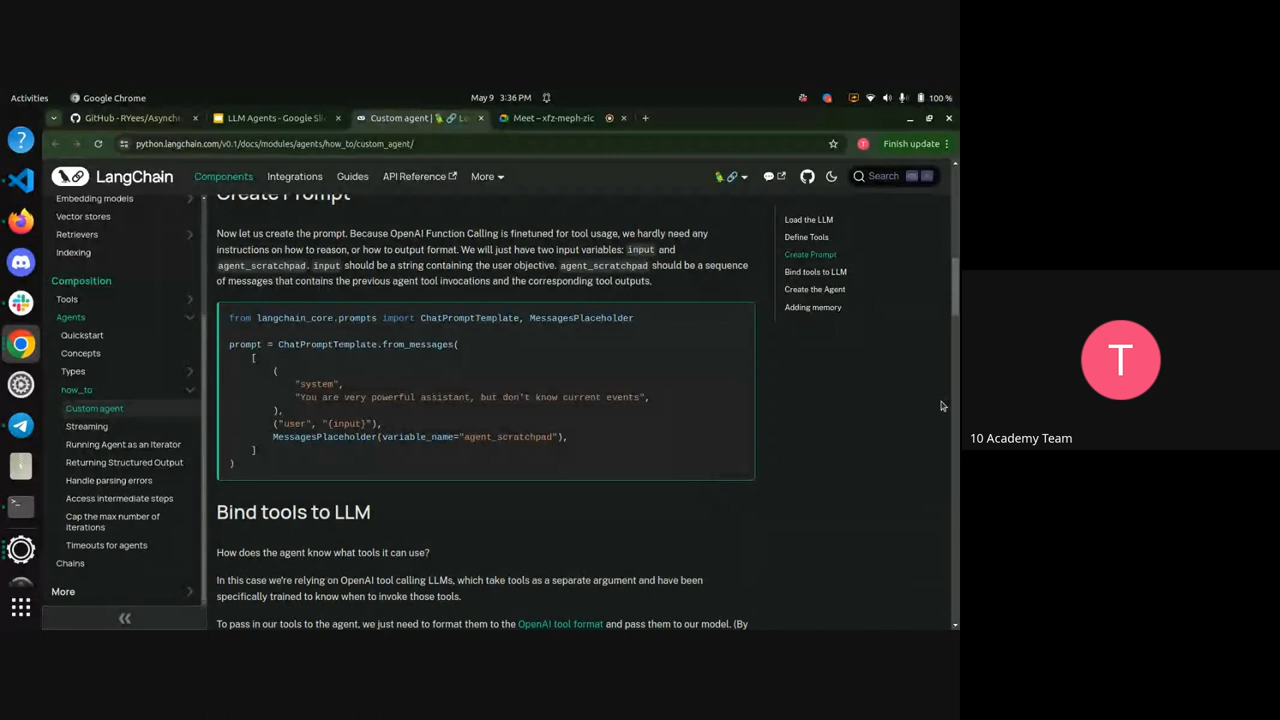 Activities
Google Chrome
May 9 3:36 PM
100 %
GitHub - RYees/Asynchr
LLM Agents - Google Sli
Custom agent | 🦜️🔗 La
Meet – xfz-meph-zic
python.langchain.com/v0.1/docs/modules/agents/how_to/custom_agent/
T
Finish update
LangChain
Components
Integrations
Guides
API Reference
More
Search
Embedding models
Vector stores
Retrievers
Indexing
Composition
Tools
Agents
Quickstart
Concepts
Types
how_to
Custom agent
Streaming
Running Agent as an Iterator
Returning Structured Output
Handle parsing errors
Access intermediate steps
Cap the max number of
iterations
Timeouts for agents
Chains
More
Create Prompt
Now let us create the prompt. Because OpenAI Function Calling is finetuned for tool usage, we hardly need any
instructions on how to reason, or how to output format. We will just have two input variables: input and
agent_scratchpad. input should be a string containing the user objective. agent_scratchpad should be a sequence
of messages that contains the previous agent tool invocations and the corresponding tool outputs.
from langchain_core.prompts import ChatPromptTemplate, MessagesPlaceholder
prompt = ChatPromptTemplate.from_messages(
[
(
"system",
"You are very powerful assistant, but don't know current events",
),
("user", "{input}"),
MessagesPlaceholder(variable_name="agent_scratchpad"),
]
)
Bind tools to LLM
How does the agent know what tools it can use?
In this case we're relying on OpenAI tool calling LLMs, which take tools as a separate argument and have been
specifically trained to know when to invoke those tools.
To pass in our tools to the agent, we just need to format them to the OpenAI tool format and pass them to our model. (By
Load the LLM
Define Tools
Create Prompt
Bind tools to LLM
Create the Agent
Adding memory
T
10 Academy Team